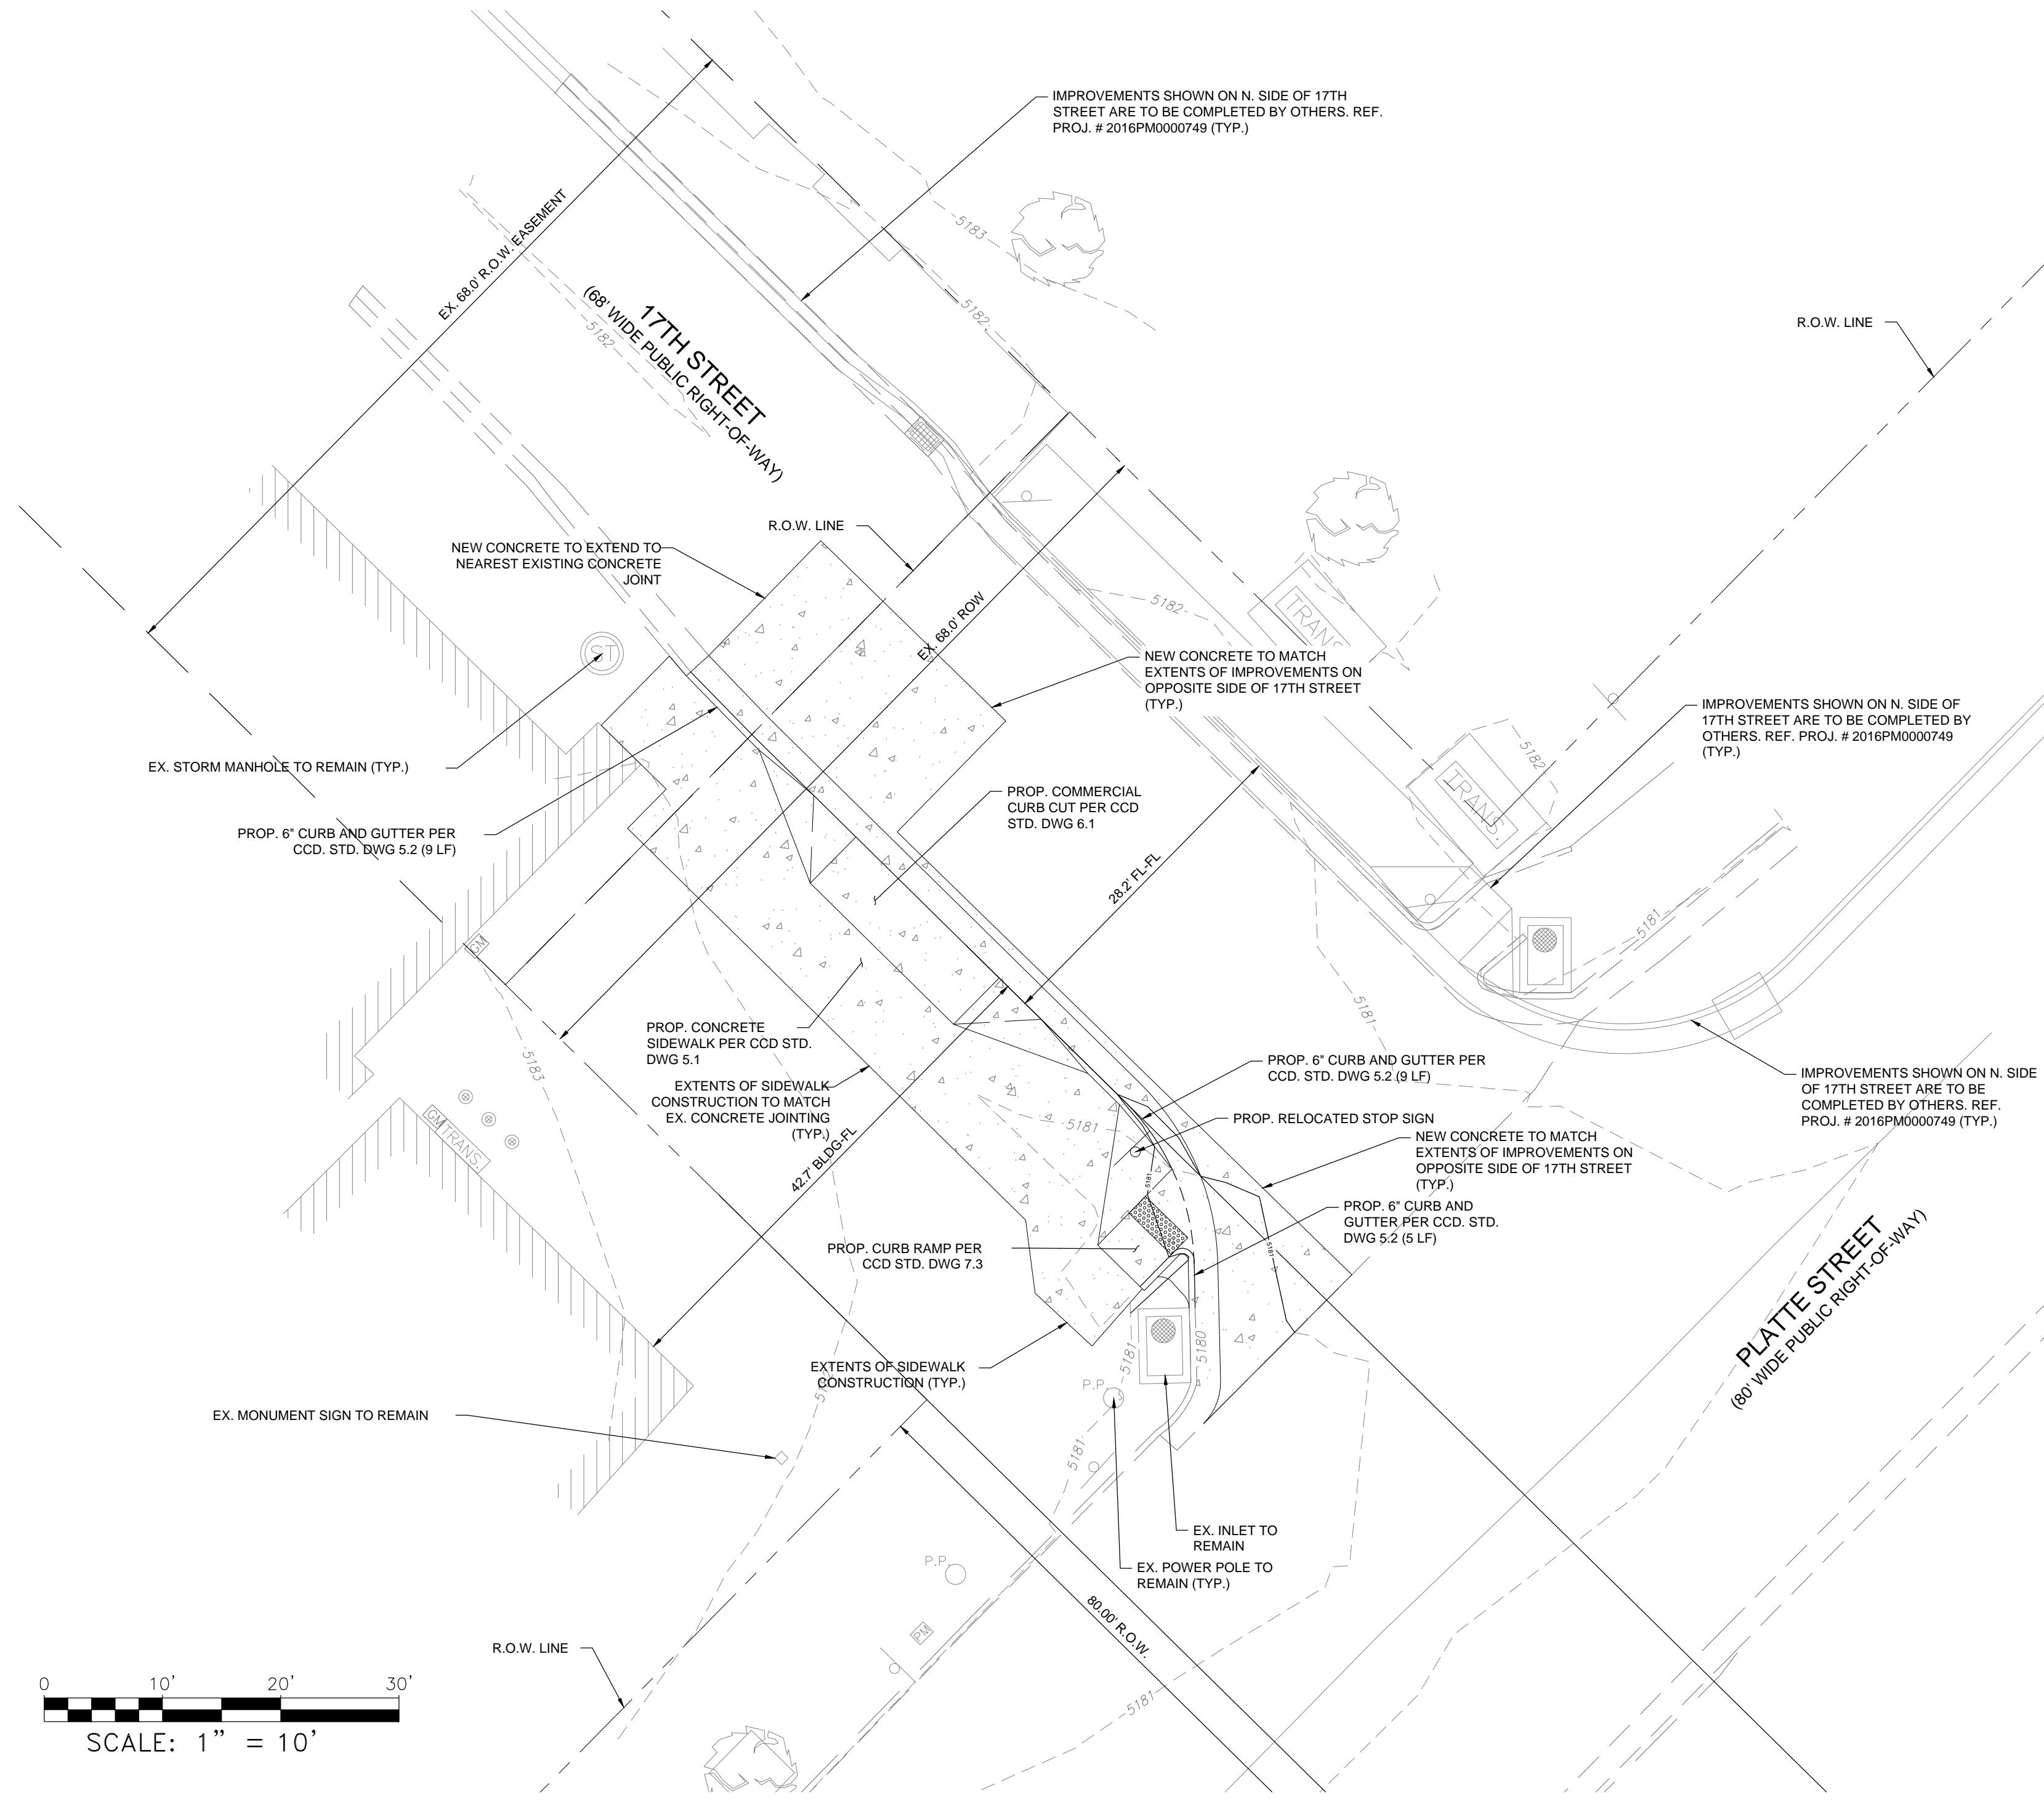 IMPROVEMENTS SHOWN ON N. SIDE OF 17TH
STREET ARE TO BE COMPLETED BY OTHERS. REF.
PROJ. # 2016PM0000749 (TYP.)
EX. 68.0' R.O.W. EASEMENT
5183
5182
17TH STREET
(68' WIDE PUBLIC RIGHT-OF-WAY)
5182
R.O.W. LINE
R.O.W. LINE
NEW CONCRETE TO EXTEND TO
NEAREST EXISTING CONCRETE
JOINT
EX. 68.0' ROW
5182
TRANS.
ST
NEW CONCRETE TO MATCH
EXTENTS OF IMPROVEMENTS ON
OPPOSITE SIDE OF 17TH STREET
(TYP.)
IMPROVEMENTS SHOWN ON N. SIDE OF
17TH STREET ARE TO BE COMPLETED BY
OTHERS. REF. PROJ. # 2016PM0000749
(TYP.)
5182
TRANS.
EX. STORM MANHOLE TO REMAIN (TYP.)
PROP. COMMERCIAL
CURB CUT PER CCD
STD. DWG 6.1
PROP. 6" CURB AND GUTTER PER
CCD. STD. DWG 5.2 (9 LF)
28.2' FL-FL
GM
5181
5181
PROP. CONCRETE
SIDEWALK PER CCD STD.
DWG 5.1
5183
EXTENTS OF SIDEWALK
CONSTRUCTION TO MATCH
EX. CONCRETE JOINTING
(TYP.)
PROP. 6" CURB AND GUTTER PER
CCD. STD. DWG 5.2 (9 LF)
IMPROVEMENTS SHOWN ON N. SIDE
OF 17TH STREET ARE TO BE
COMPLETED BY OTHERS. REF.
PROJ. # 2016PM0000749 (TYP.)
GM
TRANS.
5181
PROP. RELOCATED STOP SIGN
NEW CONCRETE TO MATCH
EXTENTS OF IMPROVEMENTS ON
OPPOSITE SIDE OF 17TH STREET
(TYP.)
42.7' BLDG-FL
5181
PROP. 6" CURB AND
GUTTER PER CCD. STD.
DWG 5.2 (5 LF)
PROP. CURB RAMP PER
CCD STD. DWG 7.3
5181
PLATTE STREET
(80' WIDE PUBLIC RIGHT-OF-WAY)
5181
5180
EXTENTS OF SIDEWALK
CONSTRUCTION (TYP.)
P.P.
EX. MONUMENT SIGN TO REMAIN
5181
EX. INLET TO
REMAIN
EX. POWER POLE TO
REMAIN (TYP.)
P.P.
80.00' R.O.W.
PM
R.O.W. LINE
5181
0 10' 20' 30'
SCALE: 1" = 10'